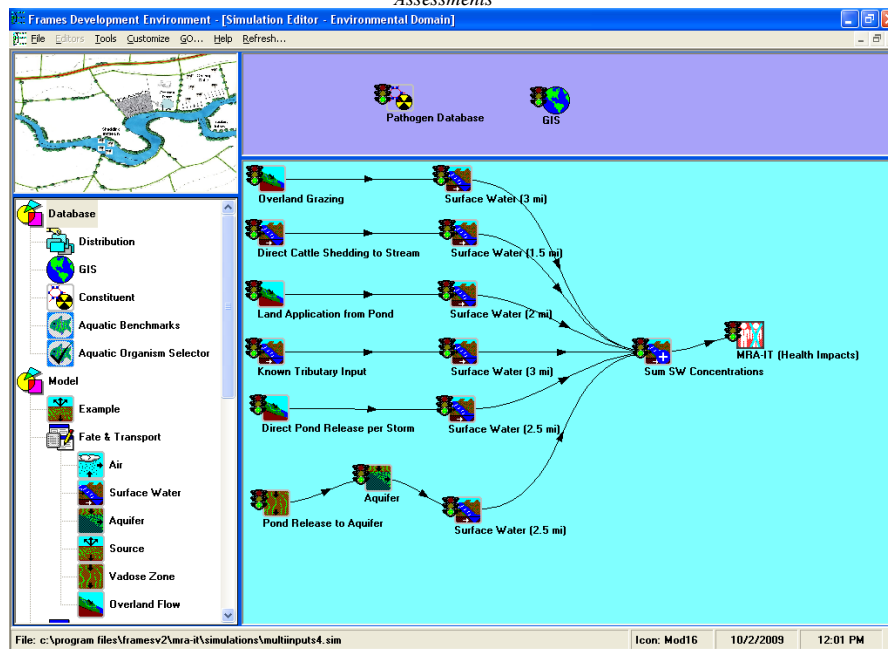 Assessments
Frames Development Environment - [Simulation Editor - Environmental Domain]
File Editors Tools Customize GO... Help Refresh...
Pathogen Database
GIS
Database
Distribution
GIS
Constituent
Aquatic Benchmarks
Aquatic Organism Selector
Model
Example
Fate & Transport
Air
Surface Water
Aquifer
Source
Vadose Zone
Overland Flow
Overland Grazing
Surface Water (3 mi)
Direct Cattle Shedding to Stream
Surface Water (1.5 mi)
Land Application from Pond
Surface Water (2 mi)
Known Tributary Input
Surface Water (3 mi)
Sum SW Concentrations
MRA-IT (Health Impacts)
Direct Pond Release per Storm
Surface Water (2.5 mi)
Pond Release to Aquifer
Aquifer
Surface Water (2.5 mi)
File: c:\program files\framesv2\mra-it\simulations\multiinputs4.sim
Icon: Mod16
10/2/2009
12:01 PM